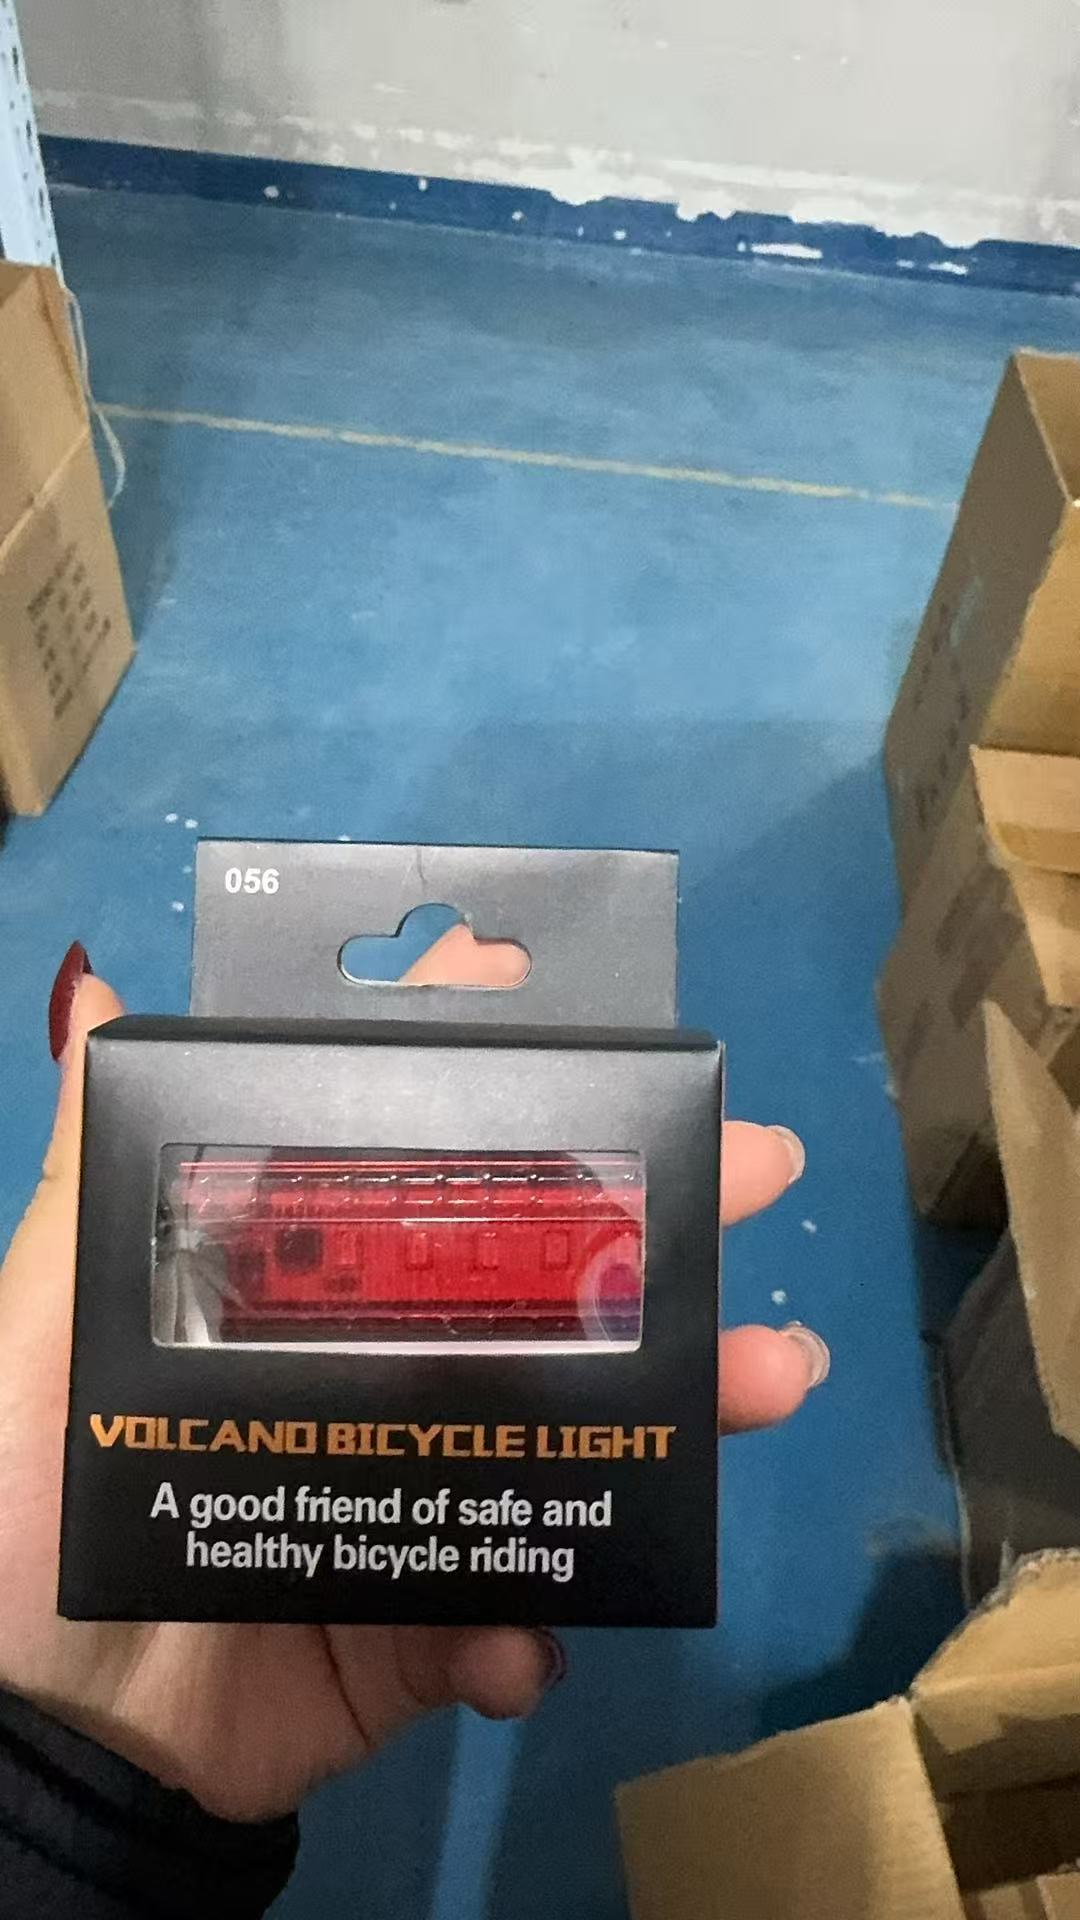 056
VOLCANO BICYCLE LIGHT
A good friend of safe and
healthy bicycle riding